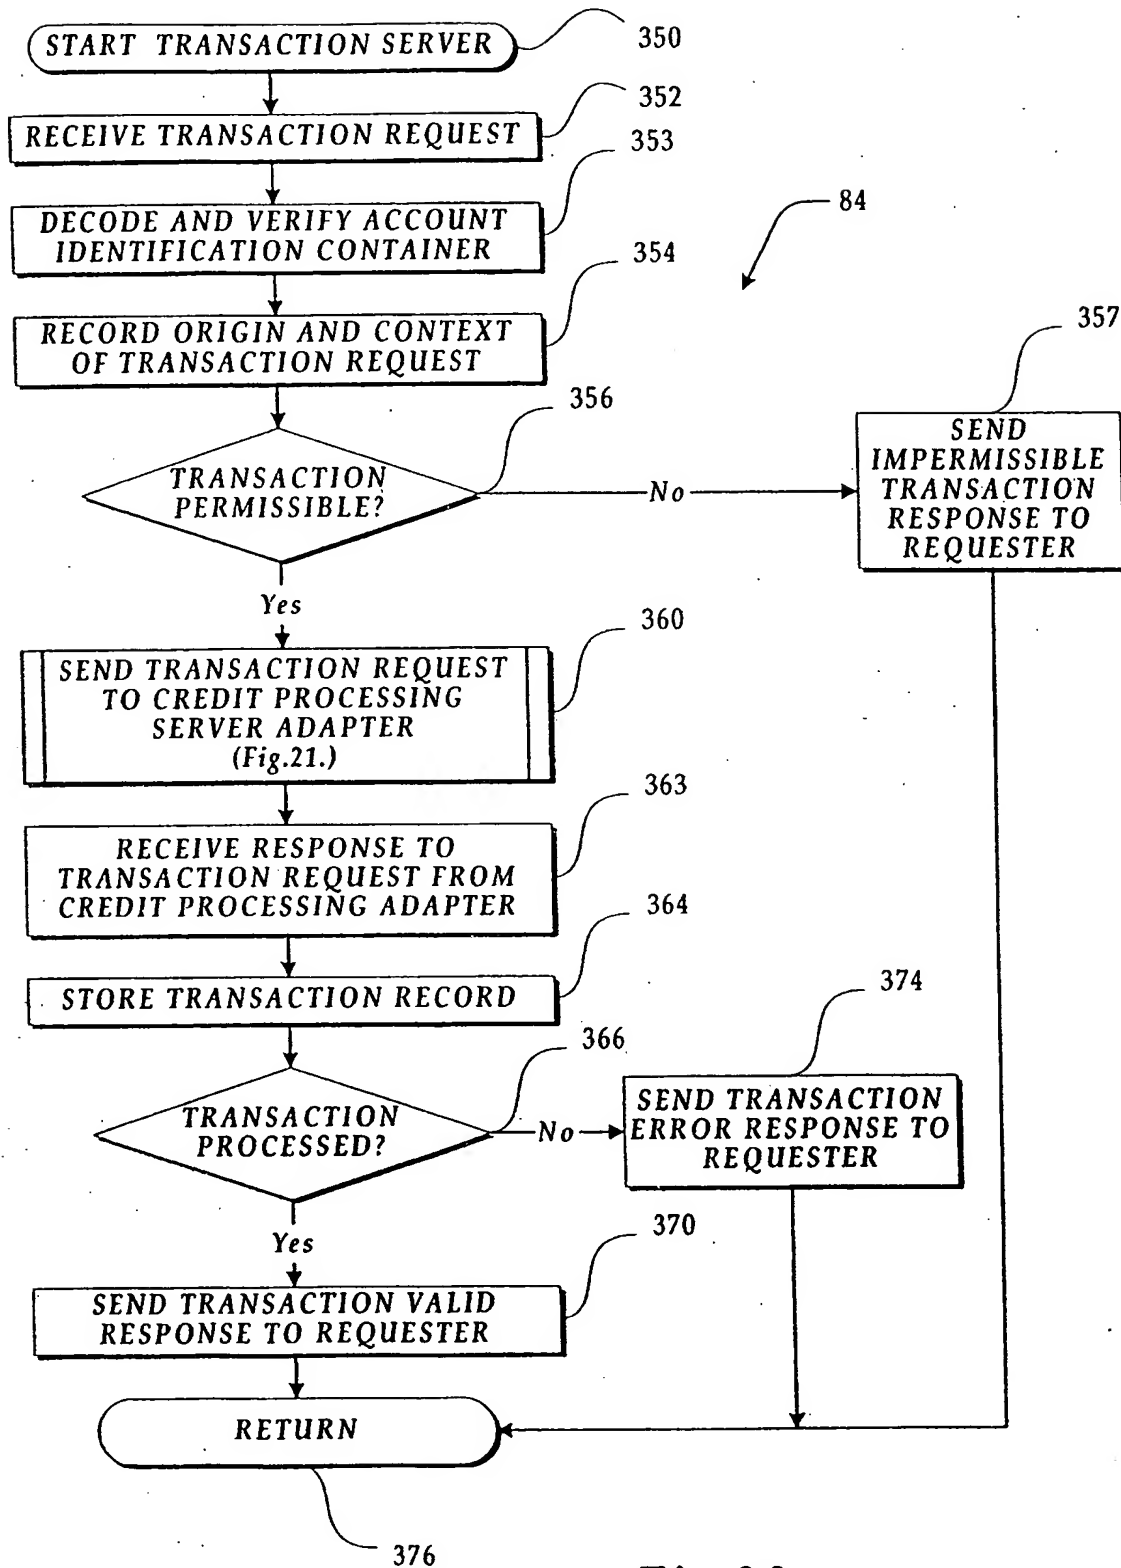 START TRANSACTION SERVER
350
RECEIVE TRANSACTION REQUEST
352
353
DECODE AND VERIFY ACCOUNT
IDENTIFICATION CONTAINER
84
354
RECORD ORIGIN AND CONTEXT
OF TRANSACTION REQUEST
357
356
TRANSACTION
PERMISSIBLE?
No
SEND
IMPERMISSIBLE
TRANSACTION
RESPONSE TO
REQUESTER
Yes
360
SEND TRANSACTION REQUEST
TO CREDIT PROCESSING
SERVER ADAPTER
(Fig.21.)
363
RECEIVE RESPONSE TO
TRANSACTION REQUEST FROM
CREDIT PROCESSING ADAPTER
364
STORE TRANSACTION RECORD
374
366
TRANSACTION
PROCESSED?
No
SEND TRANSACTION
ERROR RESPONSE TO
REQUESTER
Yes
370
SEND TRANSACTION VALID
RESPONSE TO REQUESTER
RETURN
376